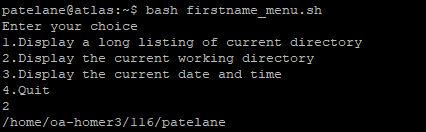 patelane@atlas:~$ bash firstname_menu.sh
Enter your choice
1.Display a long listing of current directory
2.Display the current working directory
3.Display the current date and time
4.Quit
2
/home/oa-homer3/116/patelane